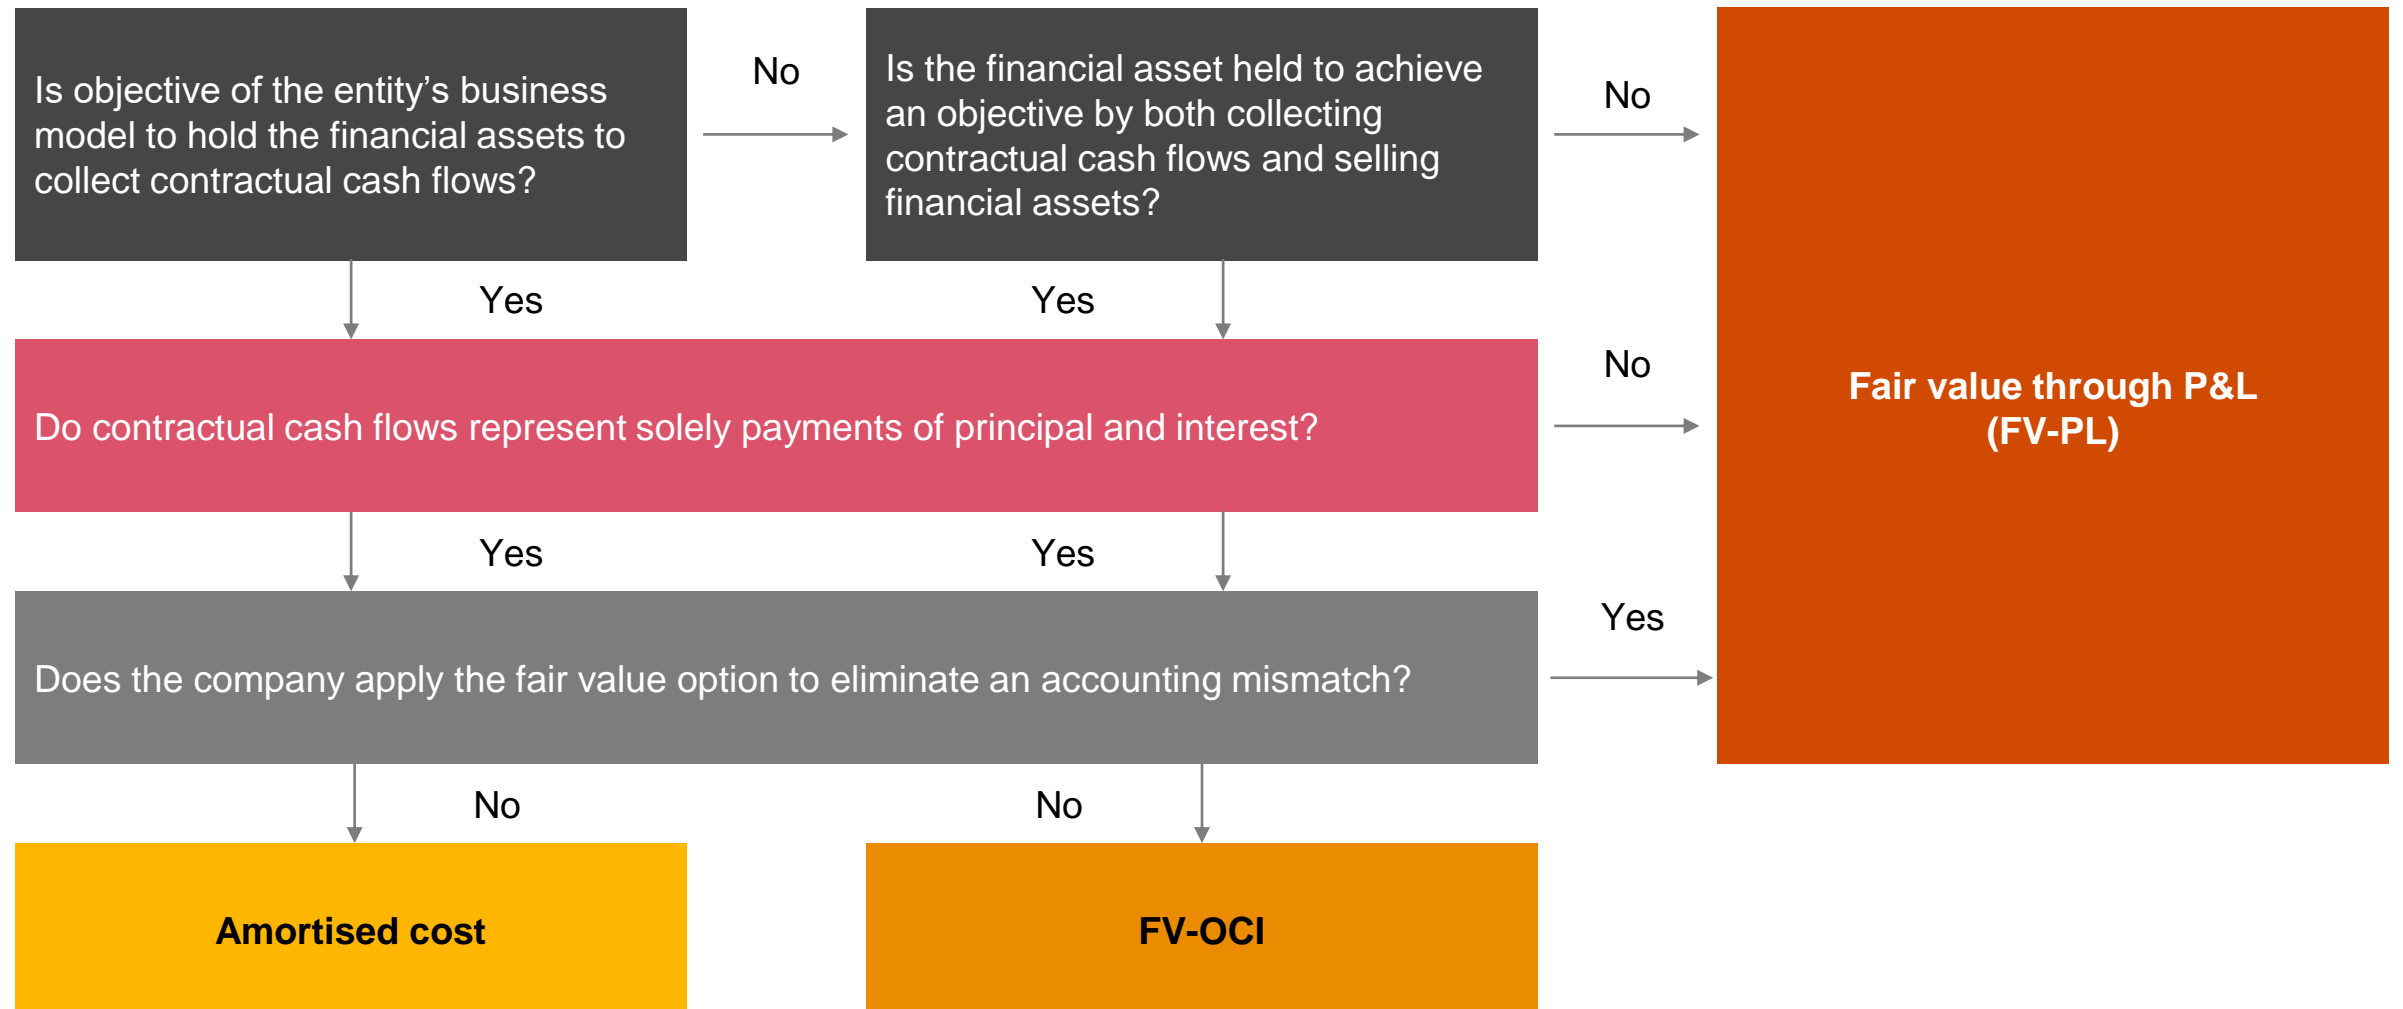 Is objective of the entity's business
model to hold the financial assets to
collect contractual cash flows?
No
Is the financial asset held to achieve
an objective by both collecting
contractual cash flows and selling
financial assets?
No
Yes
Yes
Do contractual cash flows represent solely payments of principal and interest?
No
Fair value through P&L
(FV-PL)
Yes
Yes
Does the company apply the fair value option to eliminate an accounting mismatch?
Yes
No
No
Amortised cost
FV-OCI